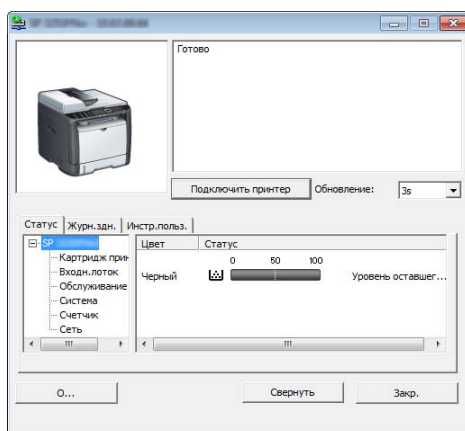 Готово
Подключить принтер Обновление: 3s
Статус Журн.здн. Инстр.польз.
SP
Картридж прин
Входн.лоток
Обслуживание
Система
Счетчик
Сеть
Цвет Статус
0 50 100
Черный Уровень оставшег...
О... Свернуть Закр.